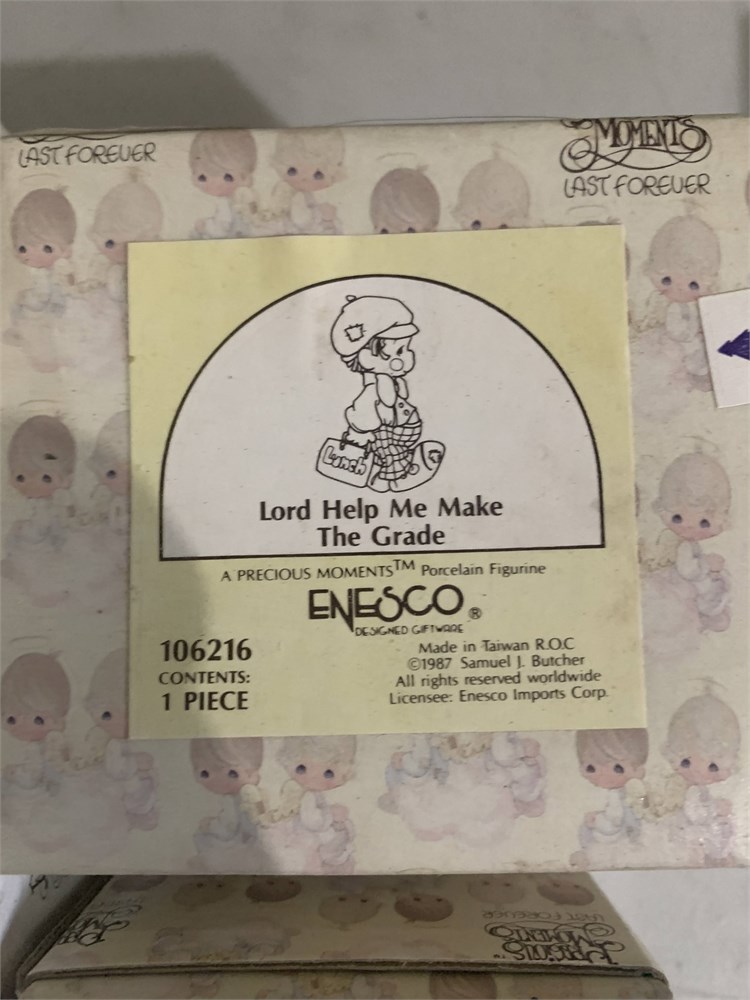 LAST FOREVER
MOMENTS
LAST FOREVER
Lunch
Lord Help Me Make
The Grade
A PRECIOUS MOMENTS™ Porcelain Figurine
ENESCO®
DESIGNED GIFTWARE
106216
CONTENTS:
1 PIECE
Made in Taiwan R.O.C
©1987 Samuel J. Butcher
All rights reserved worldwide
Licensee: Enesco Imports Corp.
LAST FOREVER
PRECIOUS
MOMENTS